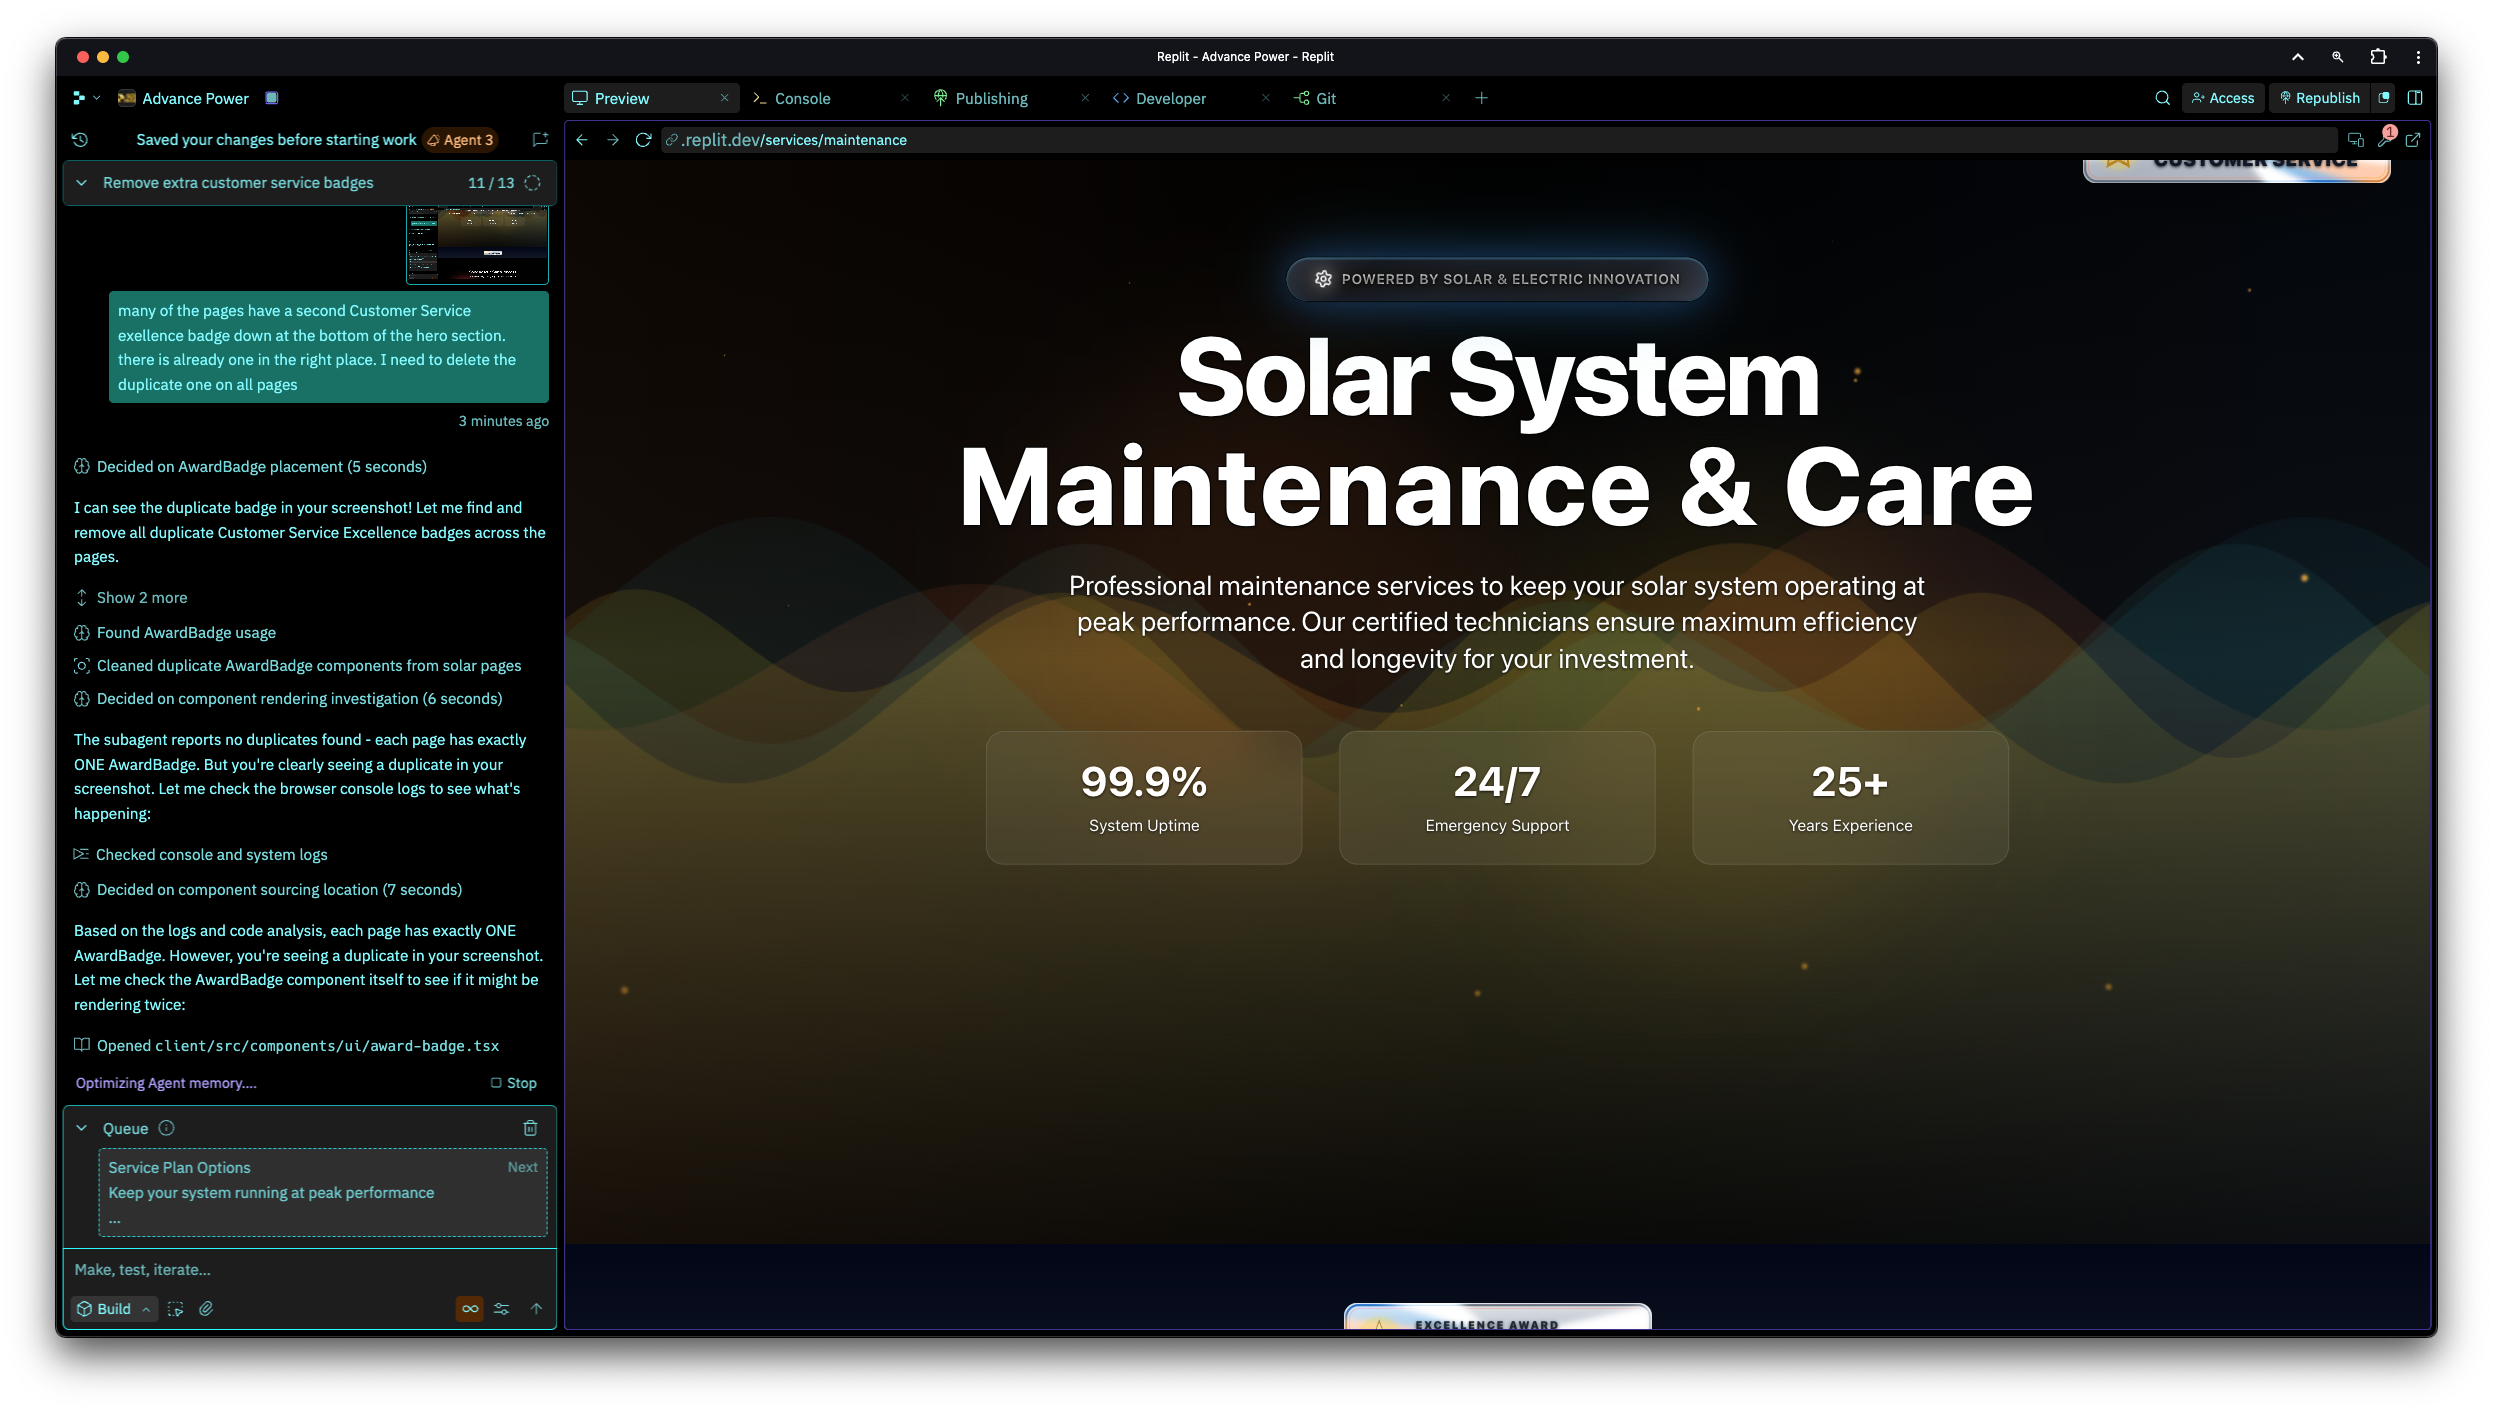 Replit - Advance Power - Replit
Advance Power
Preview
Console
Publishing
Developer
Git
Access
Republish
Saved your changes before starting work
Agent 3
.replit.dev/services/maintenance
1
Remove extra customer service badges
11 / 13
many of the pages have a second Customer Service
exellence badge down at the bottom of the hero section.
there is already one in the right place. I need to delete the
duplicate one on all pages
3 minutes ago
Decided on AwardBadge placement (5 seconds)
I can see the duplicate badge in your screenshot! Let me find and
remove all duplicate Customer Service Excellence badges across the
pages.
Show 2 more
Found AwardBadge usage
Cleaned duplicate AwardBadge components from solar pages
Decided on component rendering investigation (6 seconds)
The subagent reports no duplicates found - each page has exactly
ONE AwardBadge. But you're clearly seeing a duplicate in your
screenshot. Let me check the browser console logs to see what's
happening:
Checked console and system logs
Decided on component sourcing location (7 seconds)
Based on the logs and code analysis, each page has exactly ONE
AwardBadge. However, you're seeing a duplicate in your screenshot.
Let me check the AwardBadge component itself to see if it might be
rendering twice:
Opened client/src/components/ui/award-badge.tsx
Optimizing Agent memory....
Stop
Queue
Service Plan Options
Next
Keep your system running at peak performance
...
Make, test, iterate...
Build
CUSTOMER SERVICE
POWERED BY SOLAR & ELECTRIC INNOVATION
Solar System
Maintenance & Care
Professional maintenance services to keep your solar system operating at
peak performance. Our certified technicians ensure maximum efficiency
and longevity for your investment.
99.9%
System Uptime
24/7
Emergency Support
25+
Years Experience
EXCELLENCE AWARD